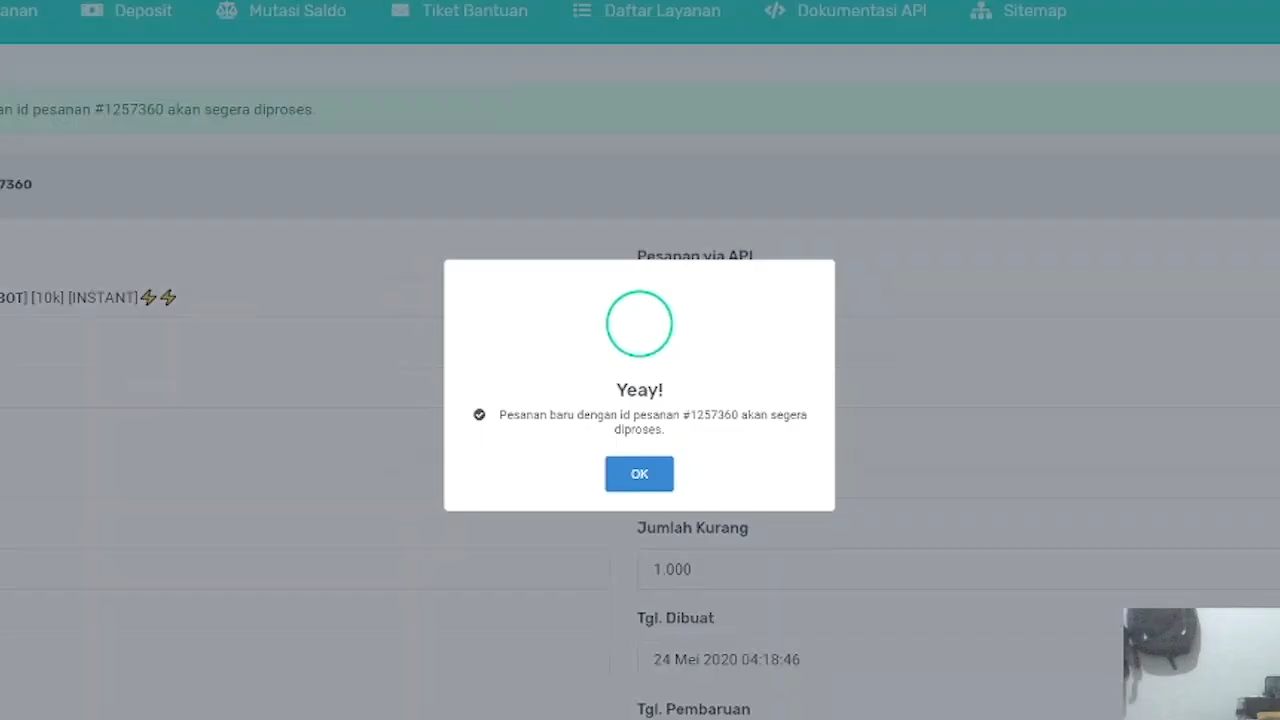 anan Deposit Mutasi Saldo Tiket Bantuan Daftar Layanan Dokumentasi API Sitemap
an id pesanan #1257360 akan segera diproses.
7360
Pesanan via API
BOT] [10k] [INSTANT]⚡⚡
Yeay!
Pesanan baru dengan id pesanan #1257360 akan segera
diproses.
OK
Jumlah Kurang
1.000
Tgl. Dibuat
24 Mei 2020 04:18:46
Tgl. Pembaruan